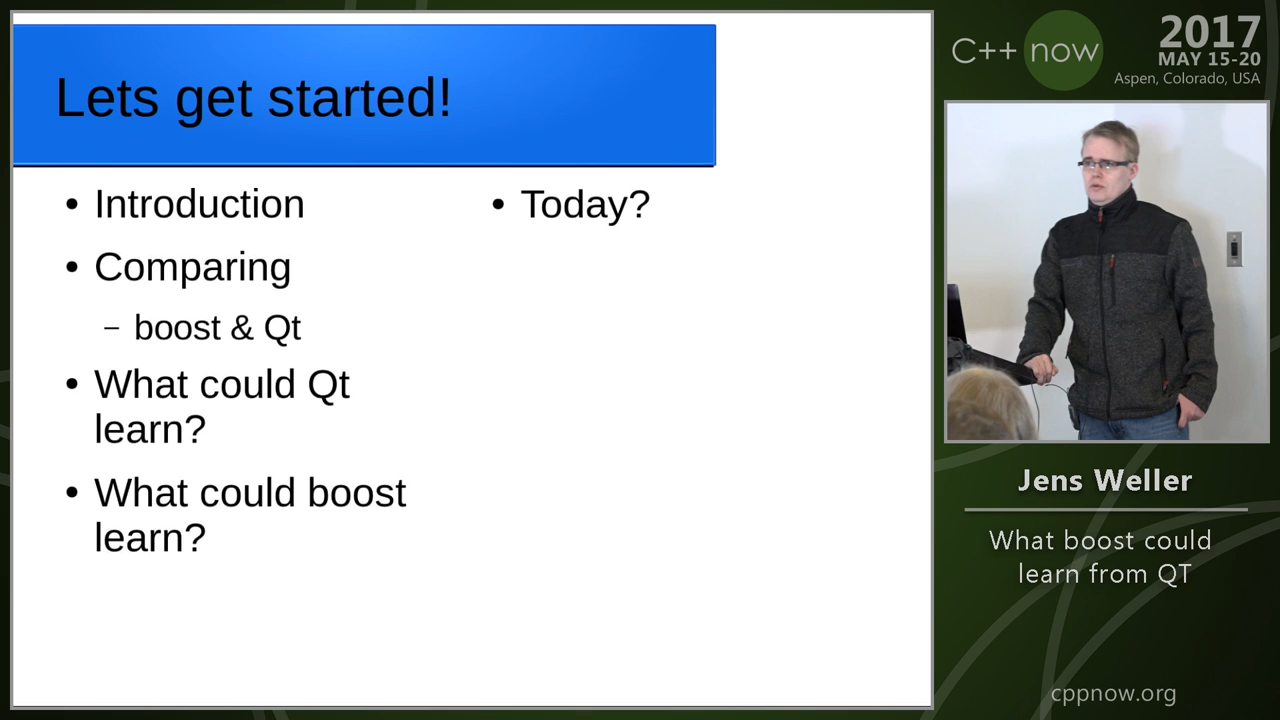 Lets get started!
• Introduction
• Comparing
– boost & Qt
• What could Qt
learn?
• What could boost
learn?
• Today?
C++ now
2017
MAY 15-20
Aspen, Colorado, USA
Jens Weller
What boost could
learn from QT
cppnow.org